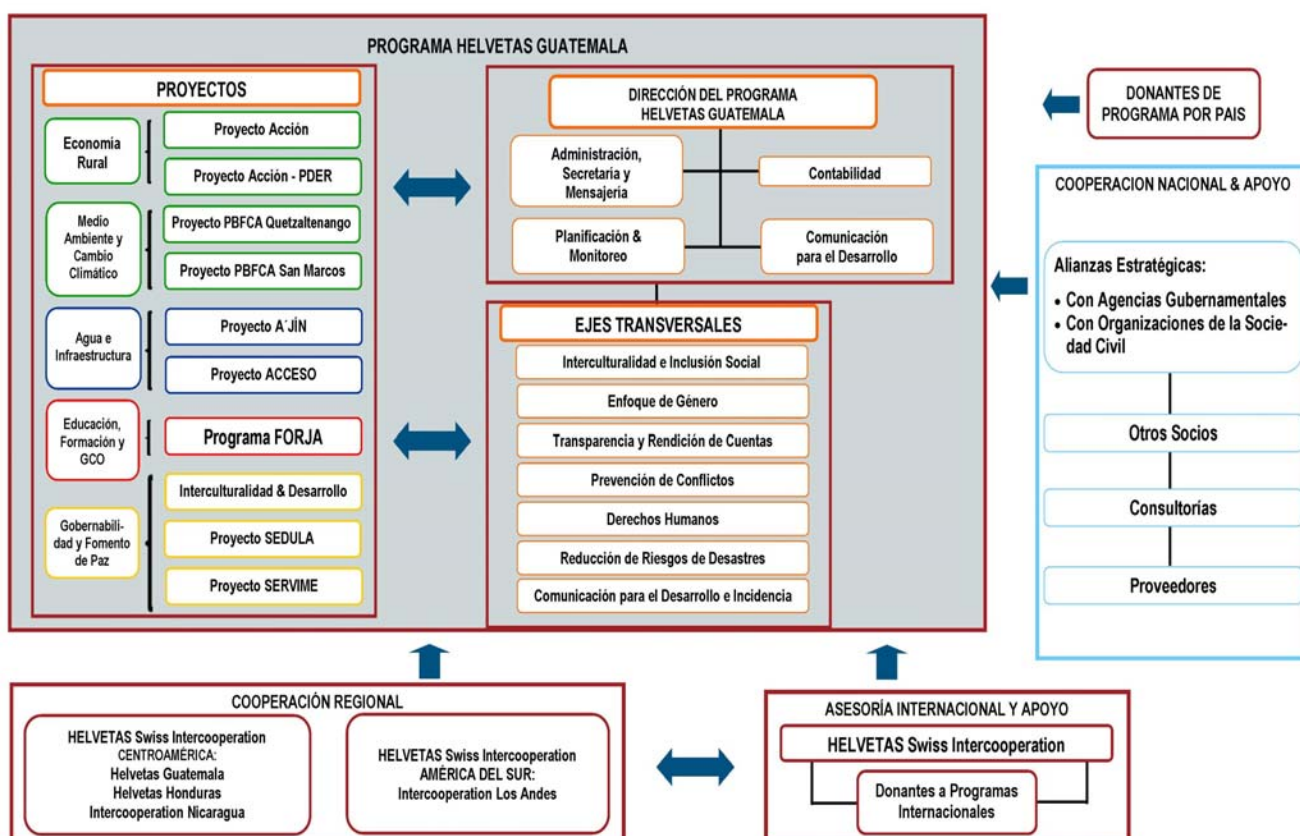 PROGRAMA HELVETAS GUATEMALA
PROYECTOS
Economía
Rural
Proyecto Acción
Proyecto Acción - PDER
Medio
Ambiente y
Cambio
Climático
Proyecto PBFCA Quetzaltenango
Proyecto PBFCA San Marcos
Agua e
Infraestructura
Proyecto A´JÍN
Proyecto ACCESO
Educación,
Formación y
GCO
Programa FORJA
Gobernabili-
dad y Fomento
de Paz
Interculturalidad & Desarrollo
Proyecto SEDULA
Proyecto SERVIME
DIRECCIÓN DEL PROGRAMA
HELVETAS GUATEMALA
Administración,
Secretaría y
Mensajería
Contabilidad
Planificación &
Monitoreo
Comunicación
para el Desarrollo
EJES TRANSVERSALES
Interculturalidad e Inclusión Social
Enfoque de Género
Transparencia y Rendición de Cuentas
Prevención de Conflictos
Derechos Humanos
Reducción de Riesgos de Desastres
Comunicación para el Desarrollo e Incidencia
DONANTES DE
PROGRAMA POR PAIS
COOPERACION NACIONAL & APOYO
Alianzas Estratégicas:
• Con Agencias Gubernamentales
• Con Organizaciones de la Socie-
dad Civil
Otros Socios
Consultorías
Proveedores
COOPERACIÓN REGIONAL
HELVETAS Swiss Intercooperation
CENTROAMÉRICA:
Helvetas Guatemala
Helvetas Honduras
Intercooperation Nicaragua
HELVETAS Swiss Intercooperation
AMÉRICA DEL SUR:
Intercooperation Los Andes
ASESORÍA INTERNACIONAL Y APOYO
HELVETAS Swiss Intercooperation
Donantes a Programas
Internacionales